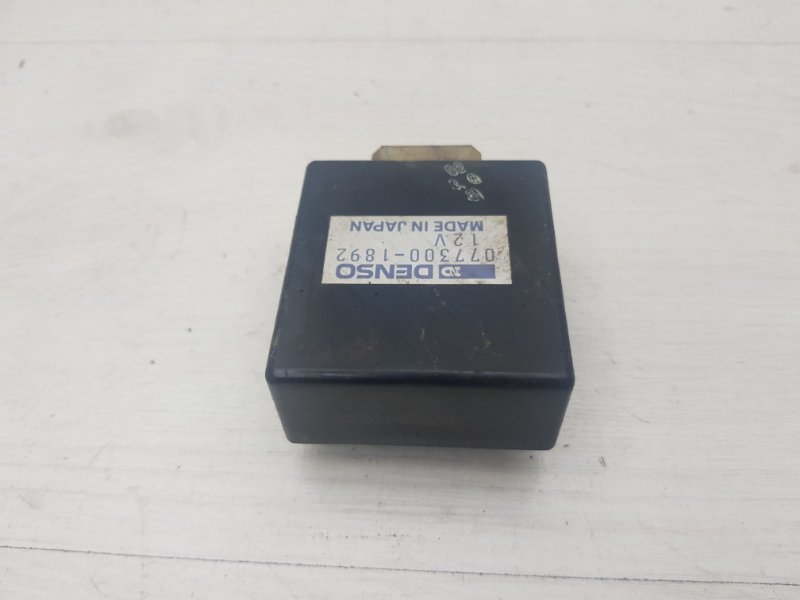 ND DENSO
077300-1892
12V
MADE IN JAPAN